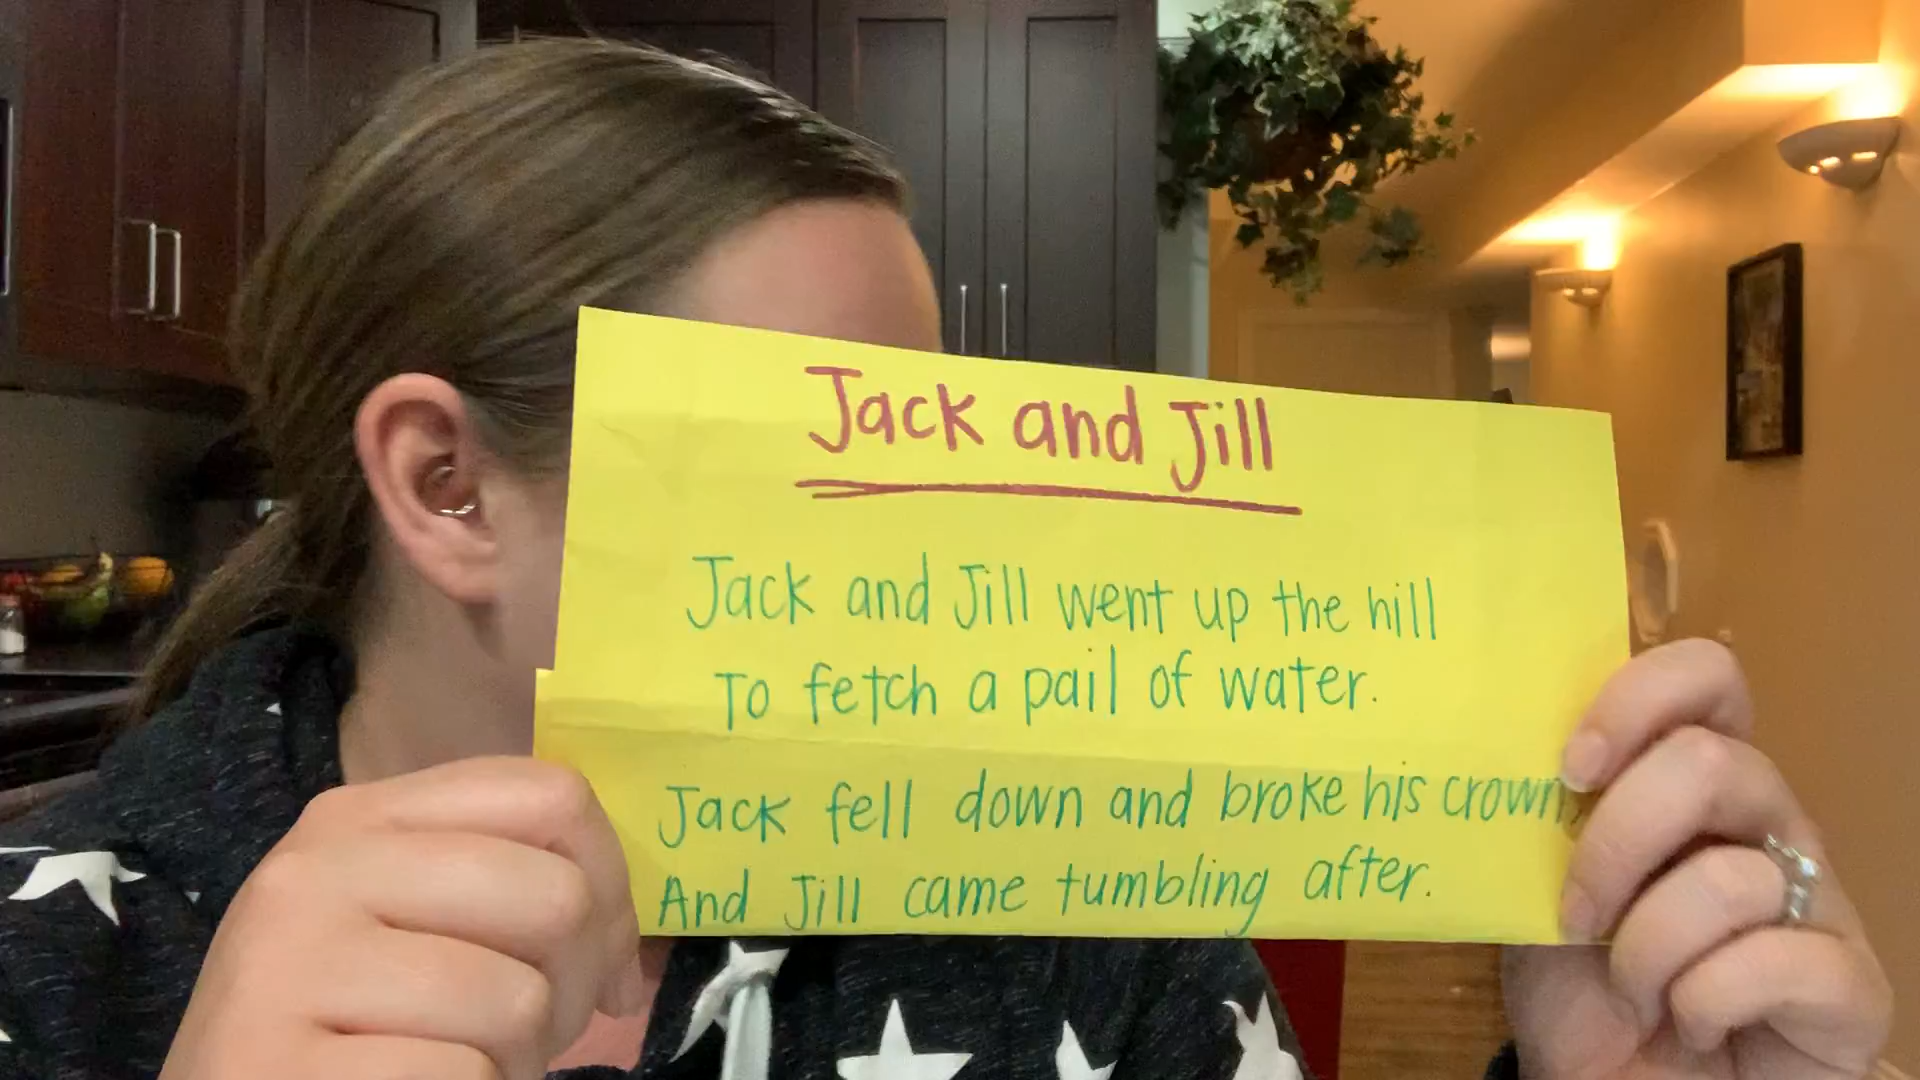 Jack and Jill
Jack and Jill went up the hill
To fetch a pail of water.
Jack fell down and broke his crown,
And Jill came tumbling after.